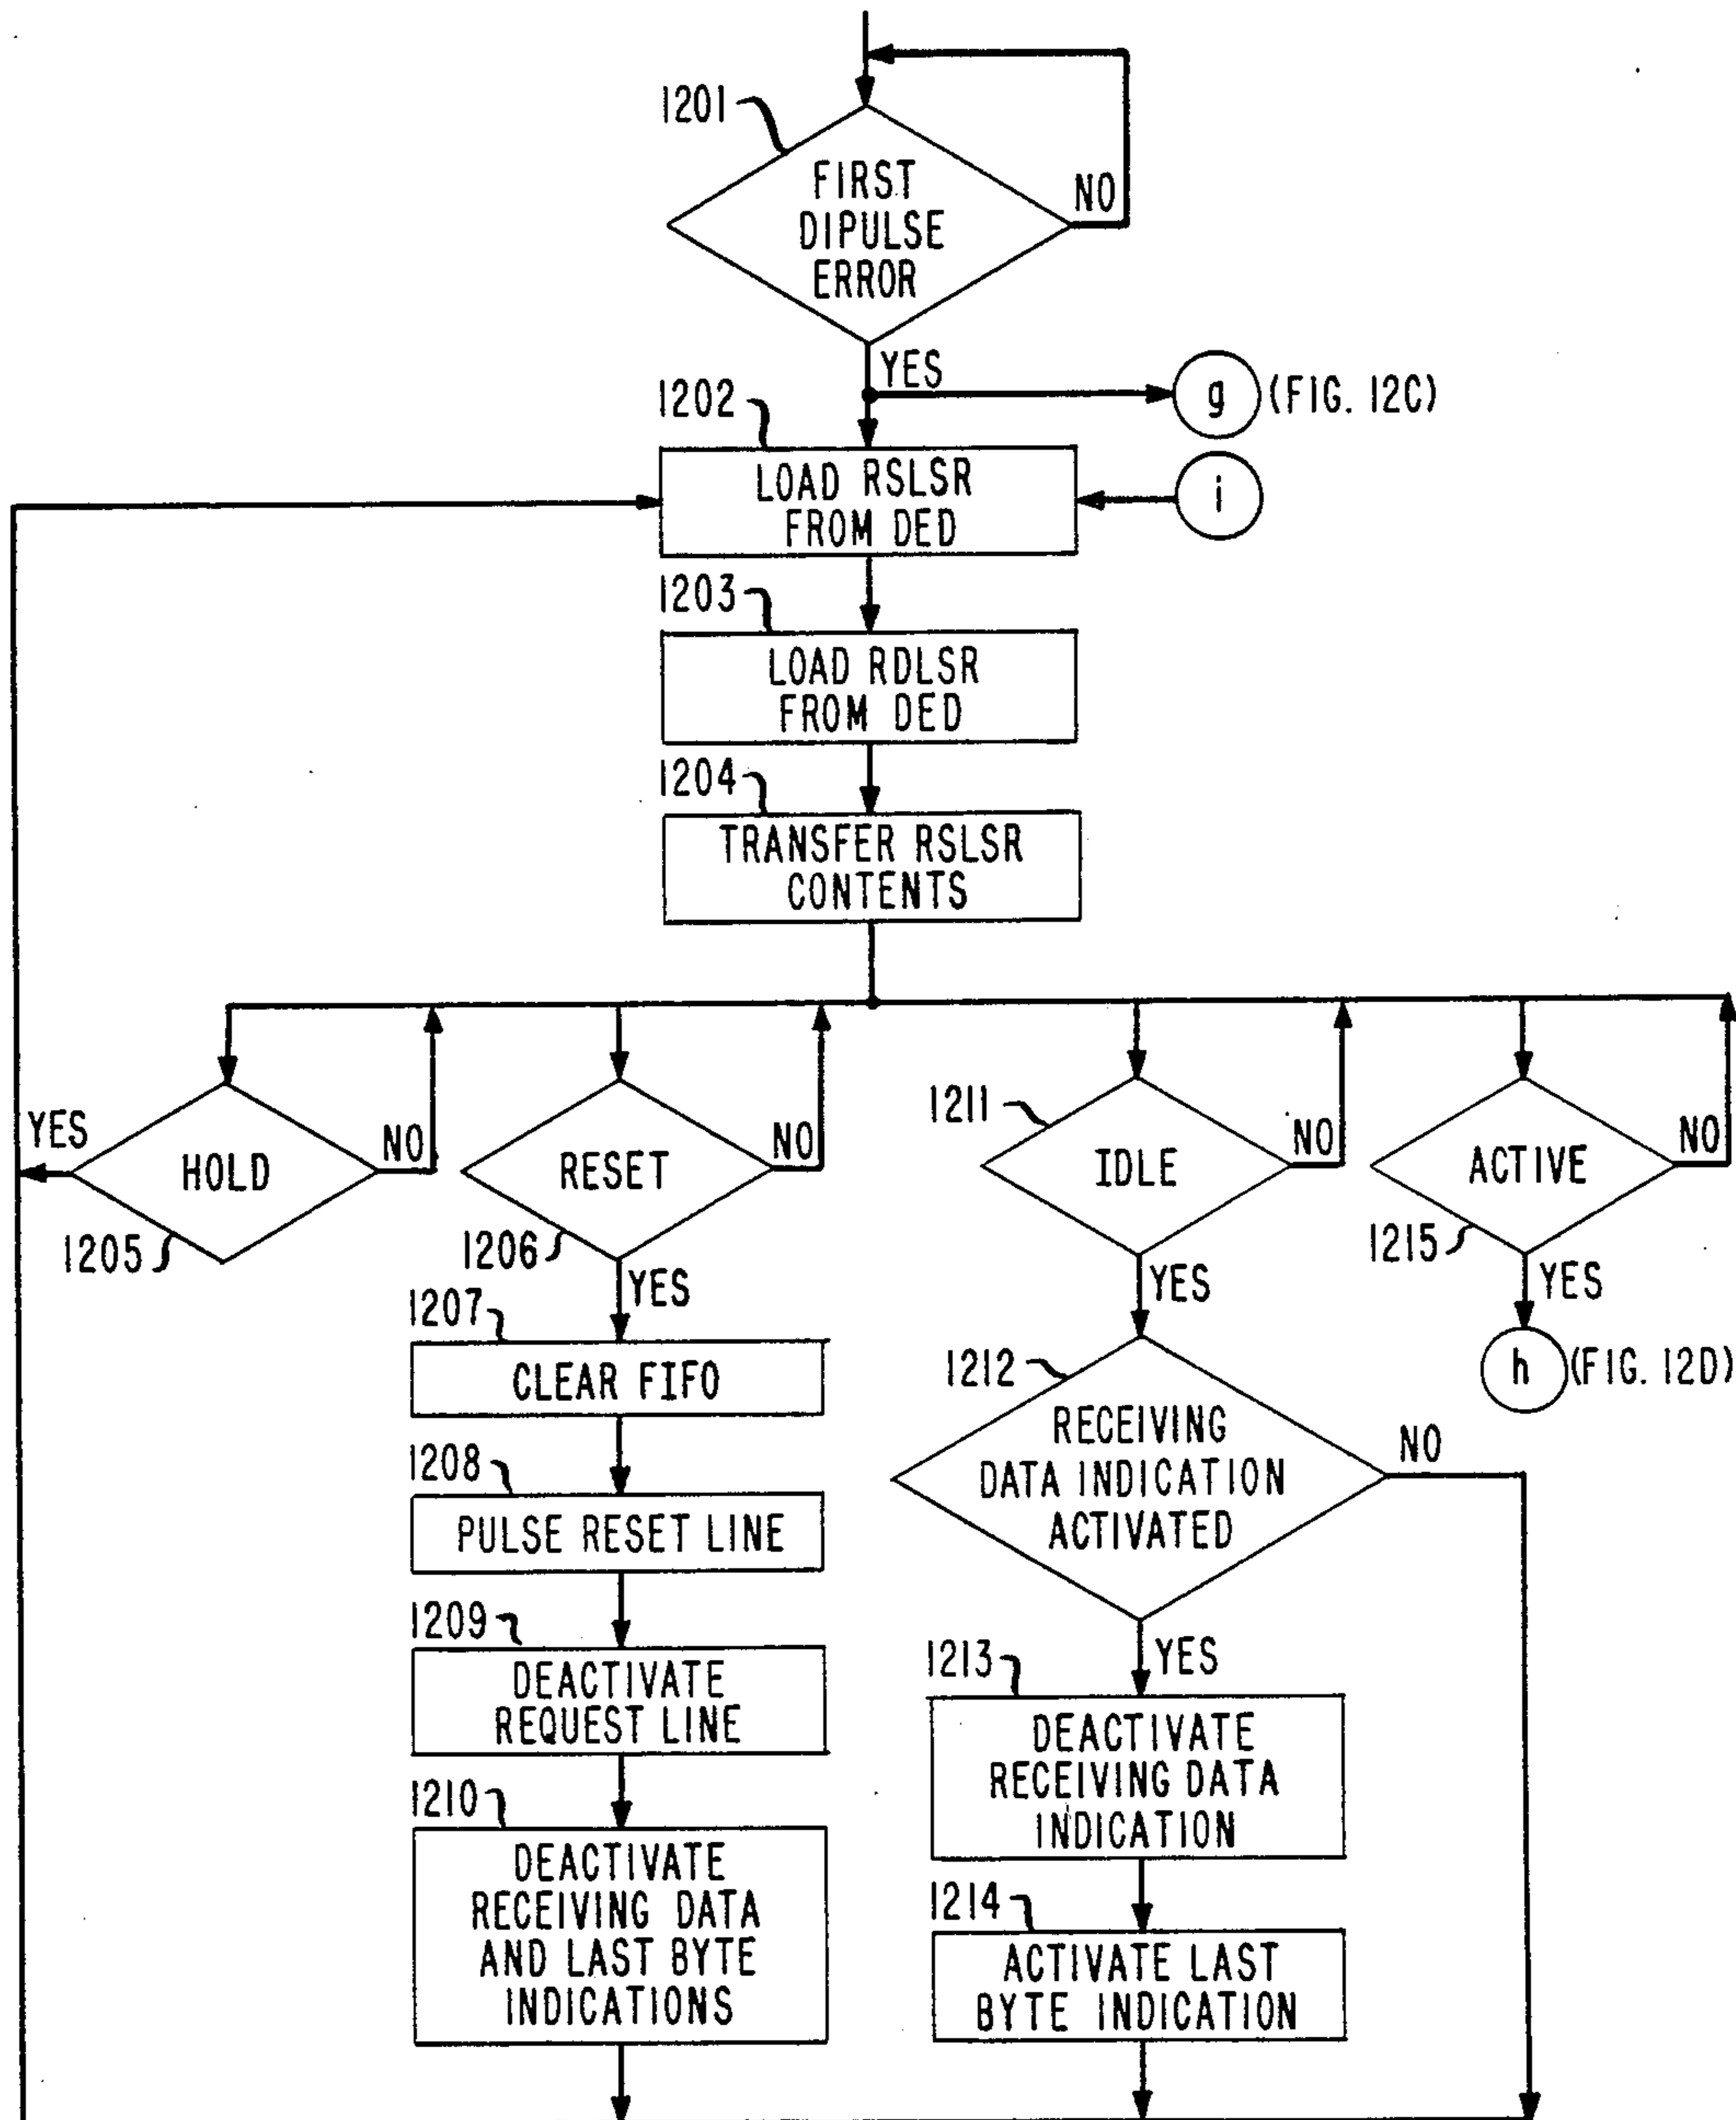 1201
FIRST
DIPULSE
ERROR
NO
YES
g (FIG. 12C)
1202
LOAD RSLSR
FROM DED
i
1203
LOAD RDLSR
FROM DED
1204
TRANSFER RSLSR
CONTENTS
YES
HOLD
NO
1205
RESET
NO
1206
YES
1211
IDLE
NO
YES
ACTIVE
NO
1215
YES
h (FIG. 12D)
1207
CLEAR FIFO
1208
PULSE RESET LINE
1209
DEACTIVATE
REQUEST LINE
1210
DEACTIVATE
RECEIVING DATA
AND LAST BYTE
INDICATIONS
1212
RECEIVING
DATA INDICATION
ACTIVATED
NO
YES
1213
DEACTIVATE
RECEIVING DATA
INDICATION
1214
ACTIVATE LAST
BYTE INDICATION